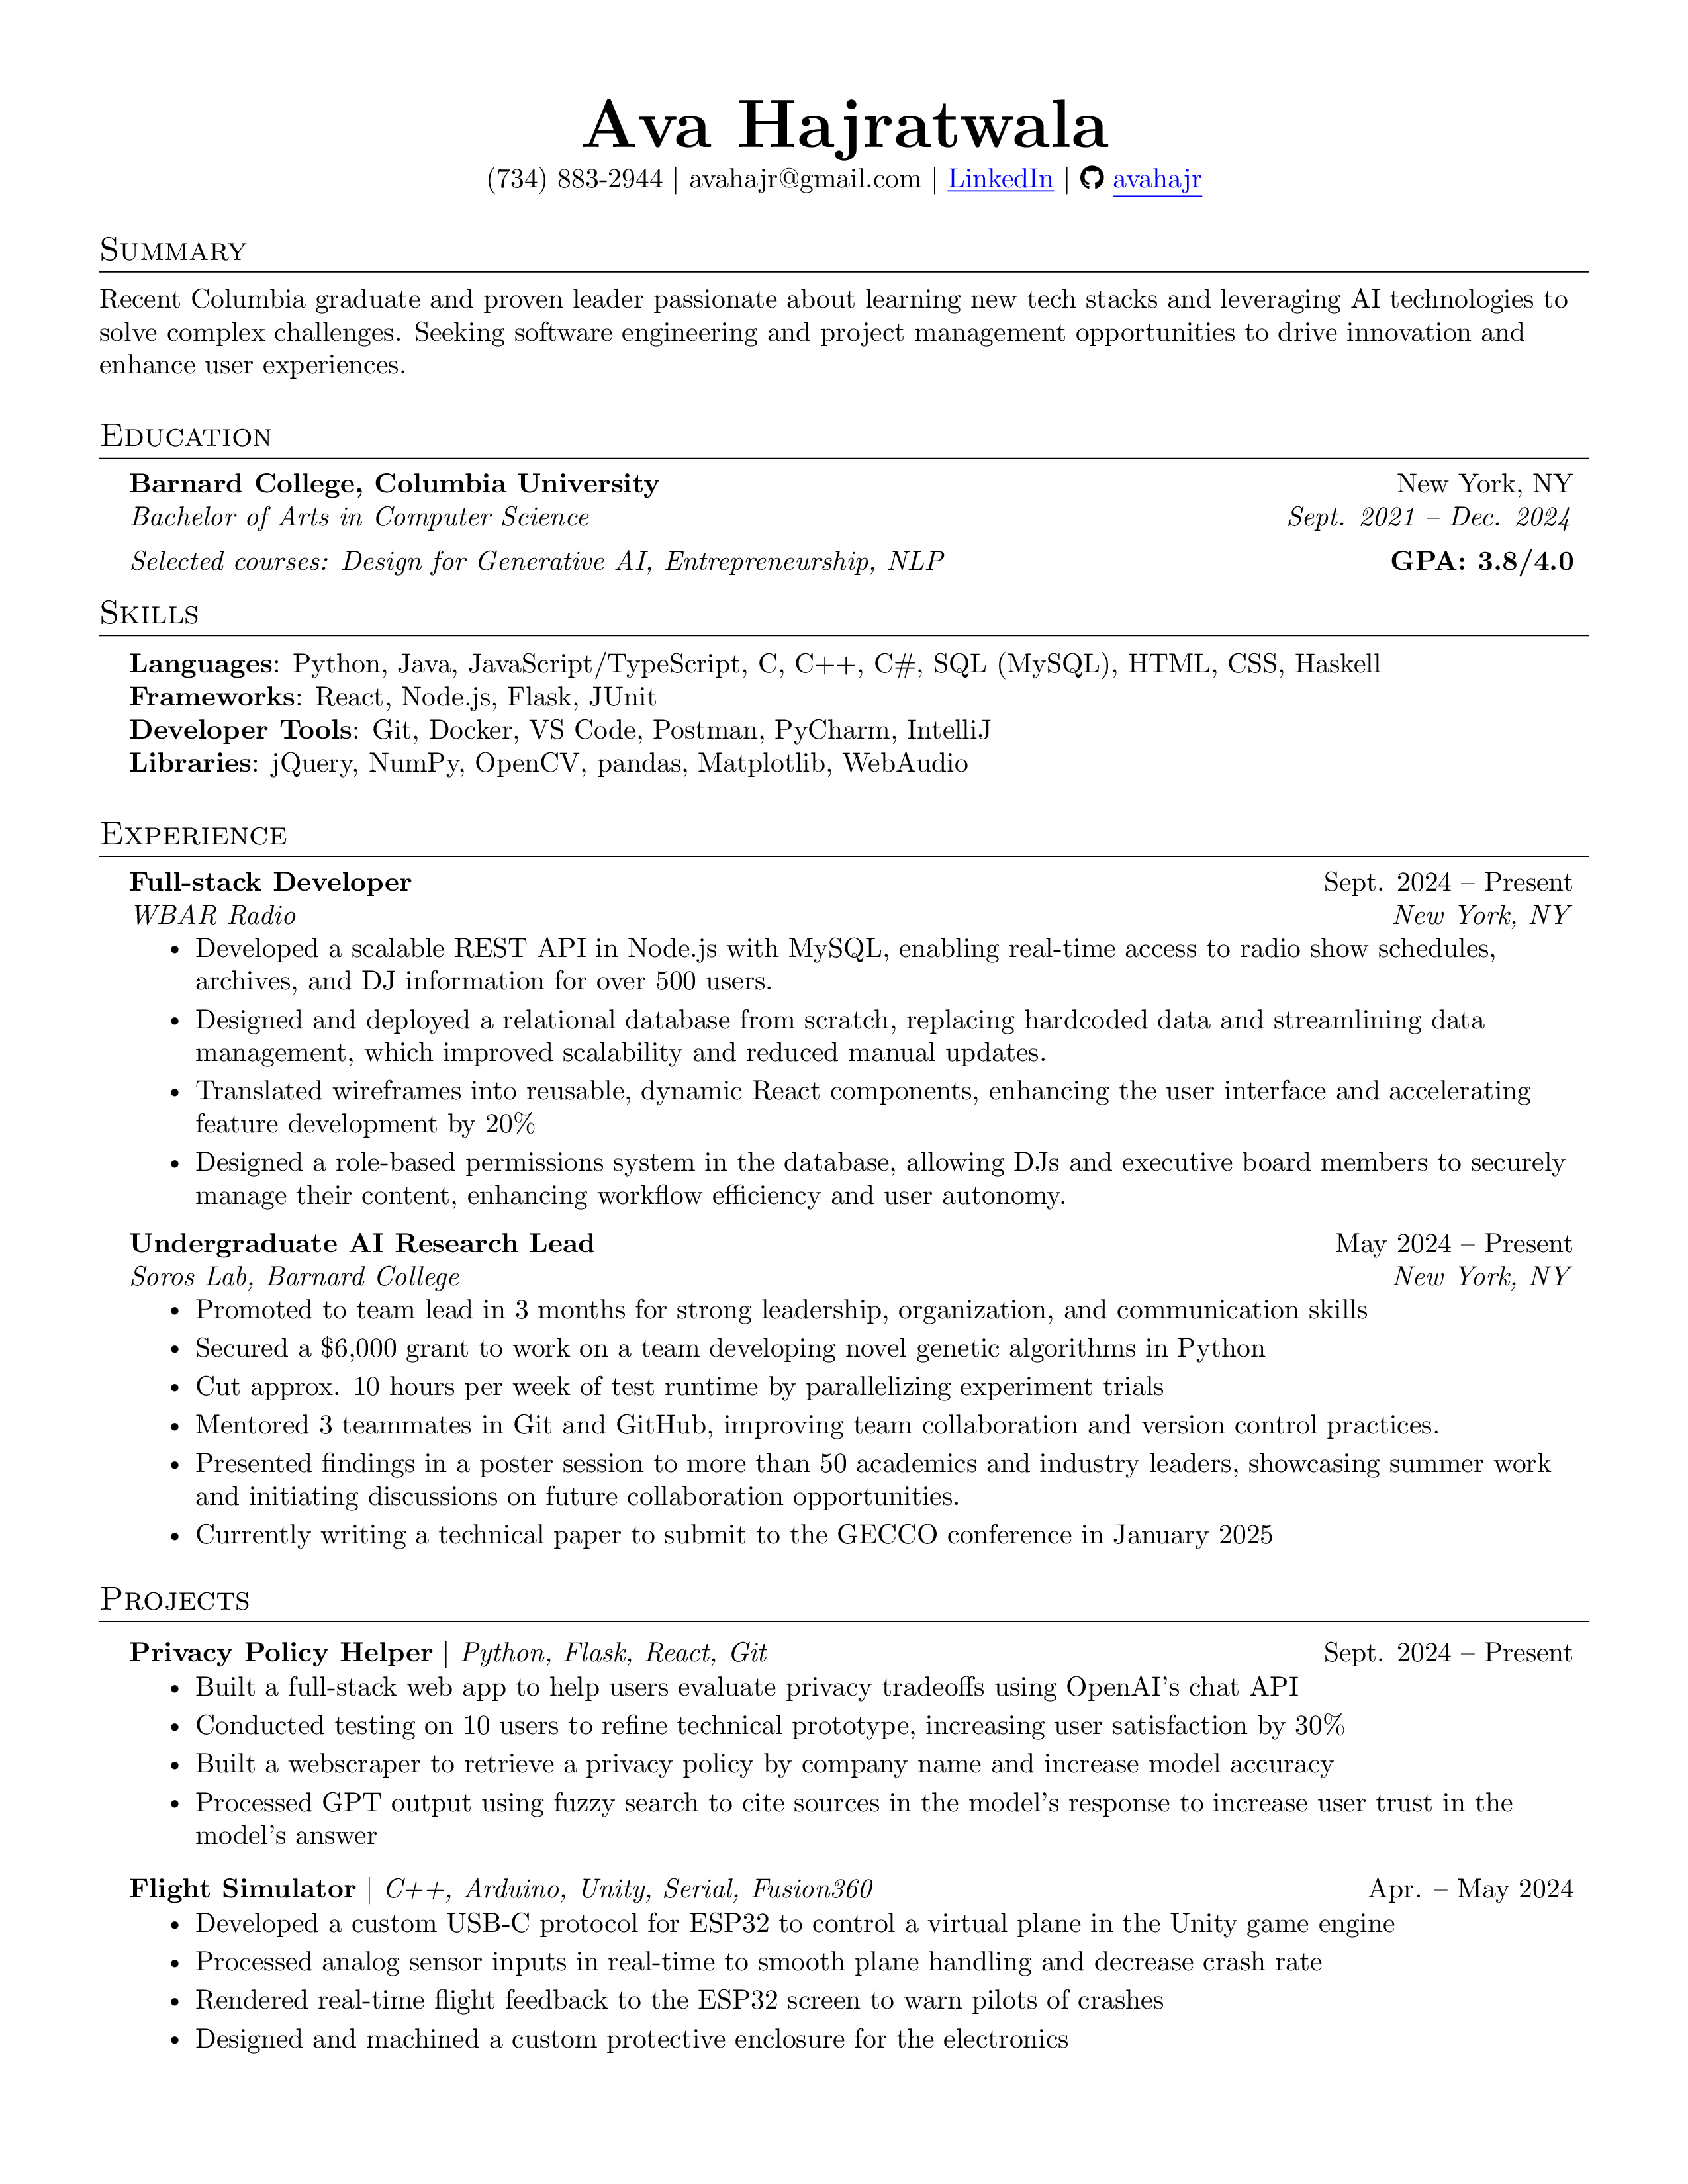 Ava Hajratwala
(734) 883-2944 | avahajr@gmail.com | LinkedIn | avahajr
Summary
Recent Columbia graduate and proven leader passionate about learning new tech stacks and leveraging AI technologies to
solve complex challenges. Seeking software engineering and project management opportunities to drive innovation and
enhance user experiences.
Education
Barnard College, Columbia University New York, NY
Bachelor of Arts in Computer Science Sept. 2021 – Dec. 2024
Selected courses: Design for Generative AI, Entrepreneurship, NLP GPA: 3.8/4.0
Skills
Languages: Python, Java, JavaScript/TypeScript, C, C++, C#, SQL (MySQL), HTML, CSS, Haskell
Frameworks: React, Node.js, Flask, JUnit
Developer Tools: Git, Docker, VS Code, Postman, PyCharm, IntelliJ
Libraries: jQuery, NumPy, OpenCV, pandas, Matplotlib, WebAudio
Experience
Full-stack Developer Sept. 2024 – Present
WBAR Radio New York, NY
• Developed a scalable REST API in Node.js with MySQL, enabling real-time access to radio show schedules,
archives, and DJ information for over 500 users.
• Designed and deployed a relational database from scratch, replacing hardcoded data and streamlining data
management, which improved scalability and reduced manual updates.
• Translated wireframes into reusable, dynamic React components, enhancing the user interface and accelerating
feature development by 20%
• Designed a role-based permissions system in the database, allowing DJs and executive board members to securely
manage their content, enhancing workflow efficiency and user autonomy.
Undergraduate AI Research Lead May 2024 – Present
Soros Lab, Barnard College New York, NY
• Promoted to team lead in 3 months for strong leadership, organization, and communication skills
• Secured a $6,000 grant to work on a team developing novel genetic algorithms in Python
• Cut approx. 10 hours per week of test runtime by parallelizing experiment trials
• Mentored 3 teammates in Git and GitHub, improving team collaboration and version control practices.
• Presented findings in a poster session to more than 50 academics and industry leaders, showcasing summer work
and initiating discussions on future collaboration opportunities.
• Currently writing a technical paper to submit to the GECCO conference in January 2025
Projects
Privacy Policy Helper | Python, Flask, React, Git Sept. 2024 – Present
• Built a full-stack web app to help users evaluate privacy tradeoffs using OpenAI's chat API
• Conducted testing on 10 users to refine technical prototype, increasing user satisfaction by 30%
• Built a webscraper to retrieve a privacy policy by company name and increase model accuracy
• Processed GPT output using fuzzy search to cite sources in the model's response to increase user trust in the
model's answer
Flight Simulator | C++, Arduino, Unity, Serial, Fusion360 Apr. – May 2024
• Developed a custom USB-C protocol for ESP32 to control a virtual plane in the Unity game engine
• Processed analog sensor inputs in real-time to smooth plane handling and decrease crash rate
• Rendered real-time flight feedback to the ESP32 screen to warn pilots of crashes
• Designed and machined a custom protective enclosure for the electronics